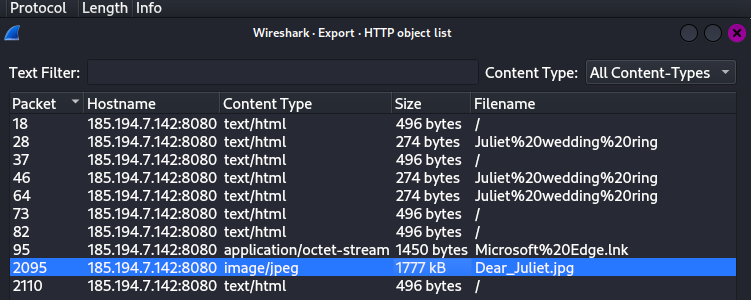 Protocol Length Info
Wireshark · Export · HTTP object list
Text Filter: Content Type: All Content-Types
Packet Hostname Content Type Size Filename
18 185.194.7.142:8080 text/html 496 bytes /
28 185.194.7.142:8080 text/html 274 bytes Juliet%20wedding%20ring
37 185.194.7.142:8080 text/html 496 bytes /
46 185.194.7.142:8080 text/html 274 bytes Juliet%20wedding%20ring
64 185.194.7.142:8080 text/html 274 bytes Juliet%20wedding%20ring
73 185.194.7.142:8080 text/html 496 bytes /
82 185.194.7.142:8080 text/html 496 bytes /
95 185.194.7.142:8080 application/octet-stream 1450 bytes Microsoft%20Edge.lnk
2095 185.194.7.142:8080 image/jpeg 1777 kB Dear_Juliet.jpg
2110 185.194.7.142:8080 text/html 496 bytes /